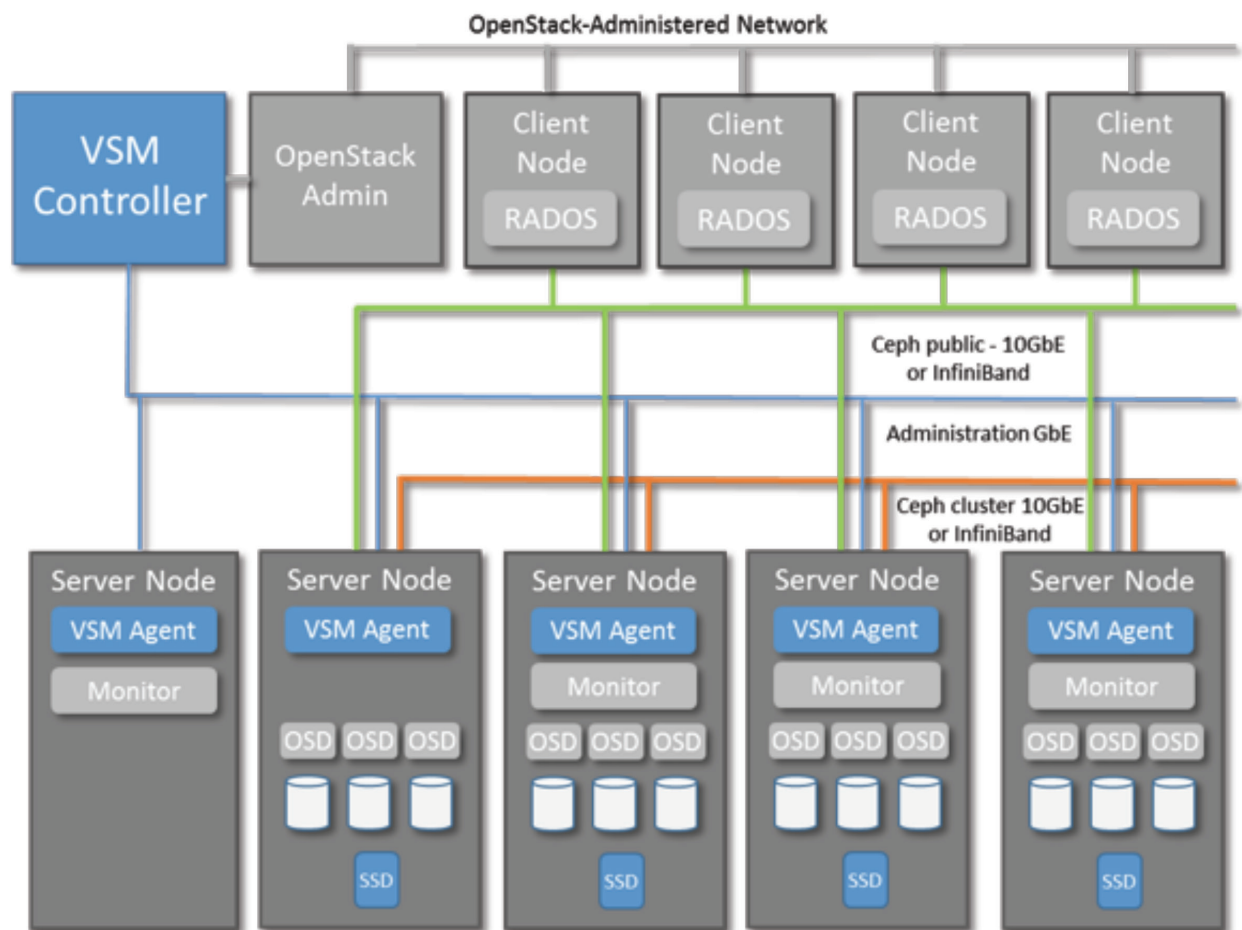 OpenStack-Administered Network
VSM
Controller
OpenStack
Admin
Client
Node
RADOS
Client
Node
RADOS
Client
Node
RADOS
Client
Node
RADOS
Ceph public - 10GbE
or InfiniBand
Administration GbE
Ceph cluster 10GbE
or InfiniBand
Server Node
VSM Agent
Monitor
Server Node
VSM Agent
OSD OSD OSD
SSD
Server Node
VSM Agent
Monitor
OSD OSD OSD
SSD
Server Node
VSM Agent
Monitor
OSD OSD OSD
SSD
Server Node
VSM Agent
Monitor
OSD OSD OSD
SSD